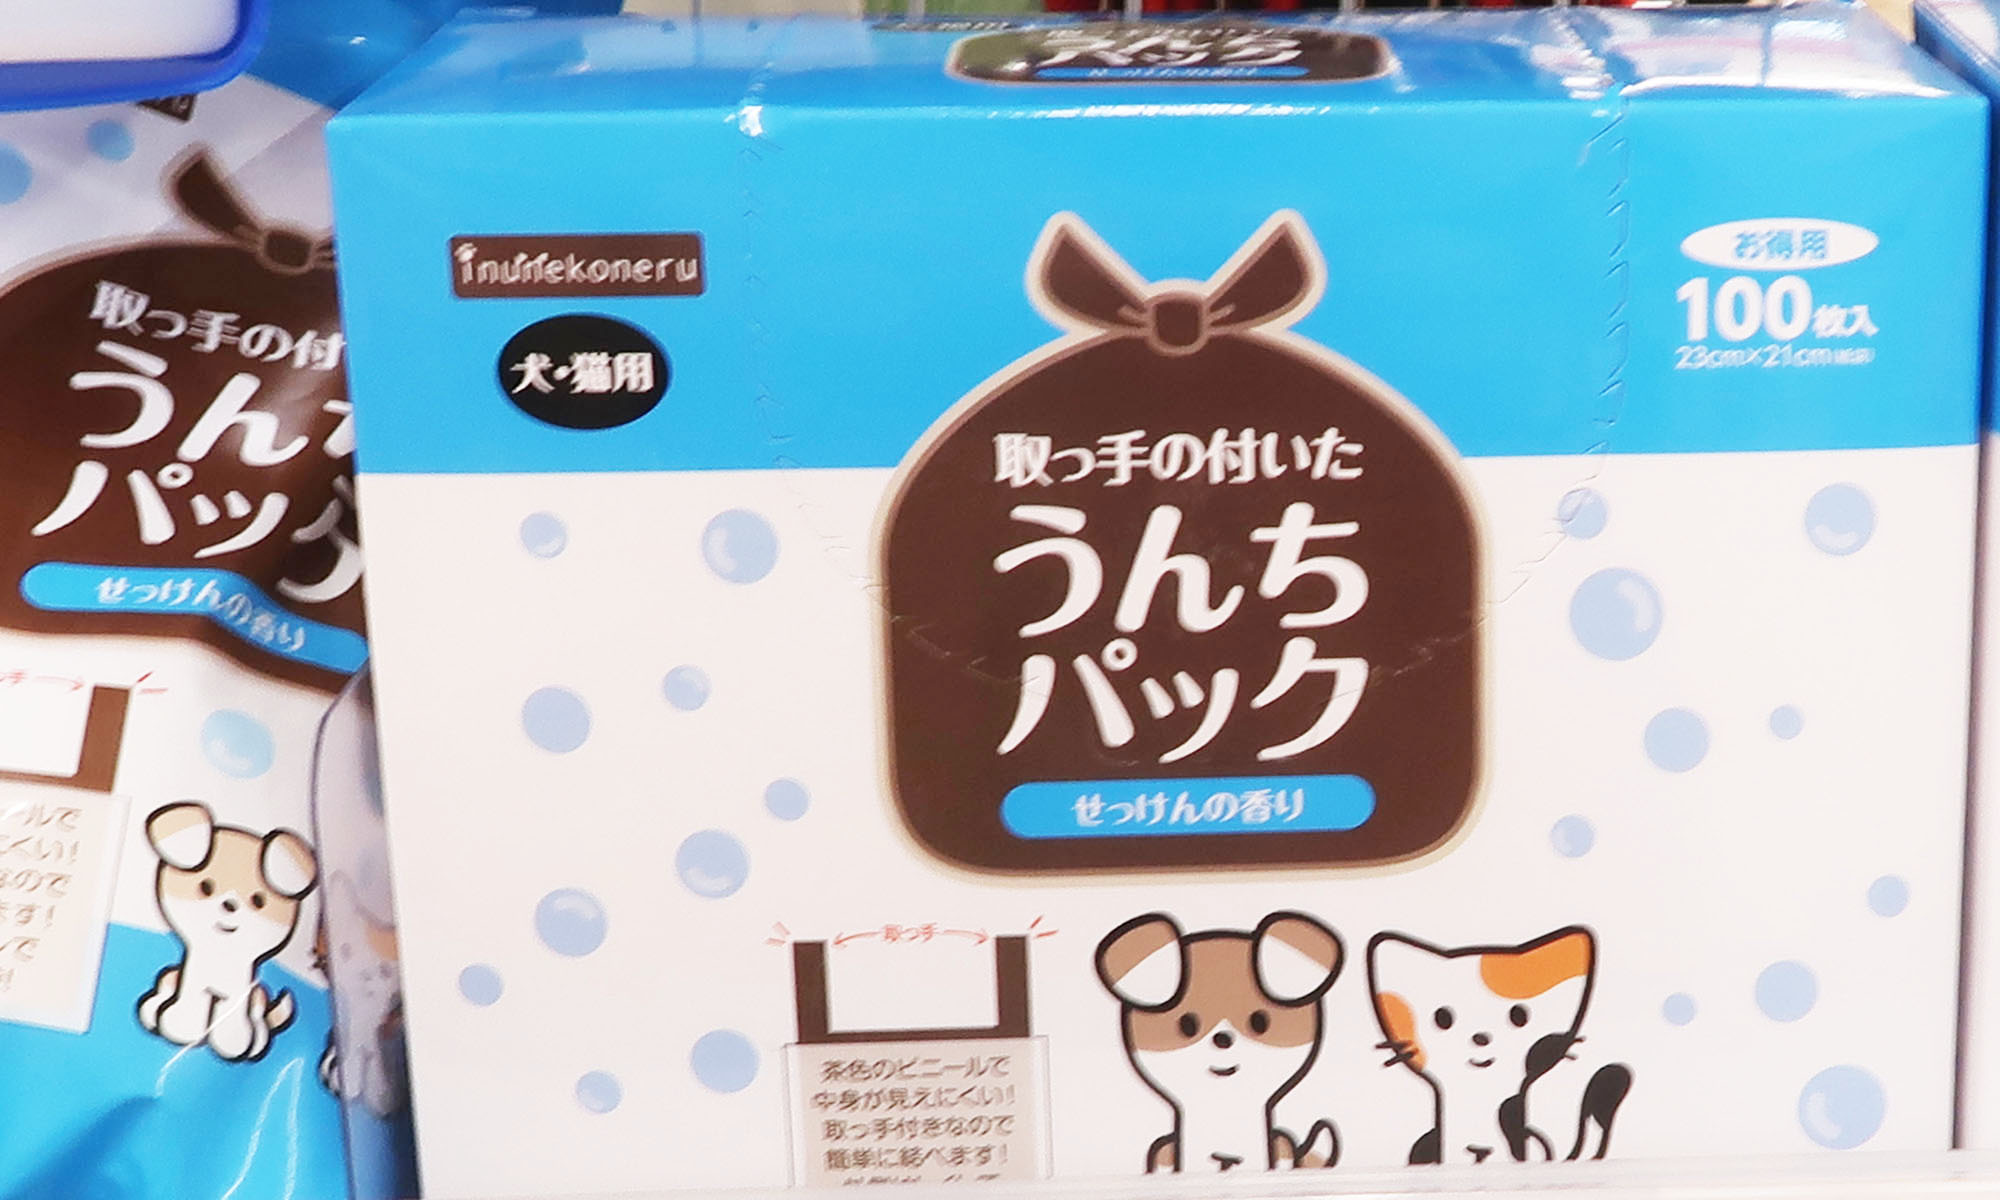 inunekoneru
犬・猫用
お得用
100枚入
23cm×21cm
取っ手の付いた
うんち
パック
せっけんの香り
取っ手
茶色のビニールで
中身が見えにくい!
取っ手付きなので
簡単に結べます!
取っ手の付
うん
パック
せっけんの香り